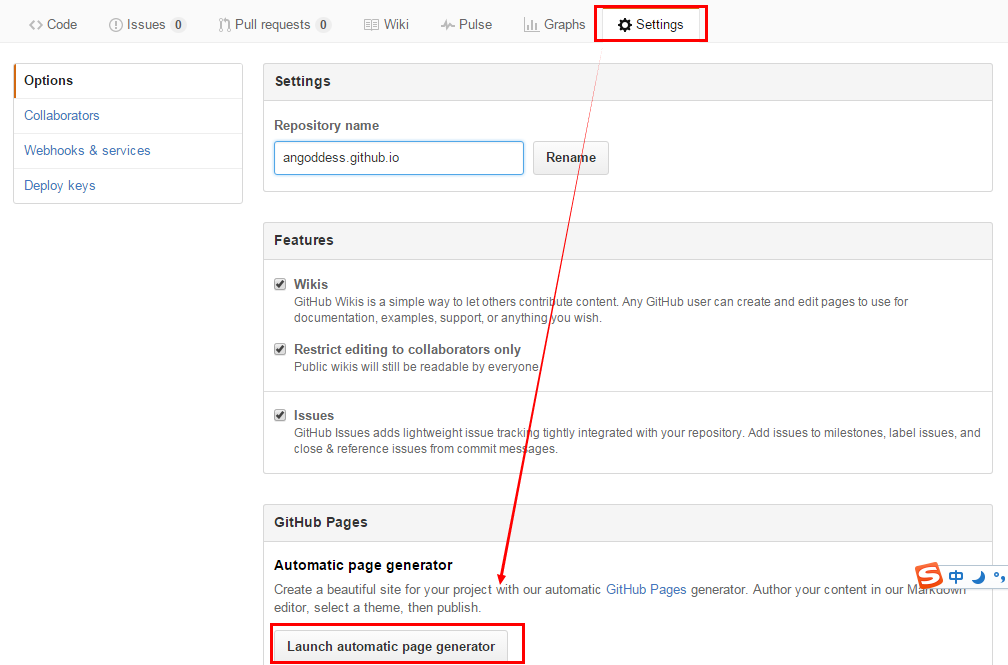 Code Issues 0 Pull requests 0 Wiki Pulse Graphs Settings
Options
Collaborators
Webhooks & services
Deploy keys
Settings
Repository name
angoddess.github.io Rename
Features
Wikis
GitHub Wikis is a simple way to let others contribute content. Any GitHub user can create and edit pages to use for
documentation, examples, support, or anything you wish.
Restrict editing to collaborators only
Public wikis will still be readable by everyone.
Issues
GitHub Issues adds lightweight issue tracking tightly integrated with your repository. Add issues to milestones, label issues, and
close & reference issues from commit messages.
GitHub Pages
Automatic page generator
Create a beautiful site for your project with our automatic GitHub Pages generator. Author your content in our Markdown
editor, select a theme, then publish.
Launch automatic page generator
S 中 °,